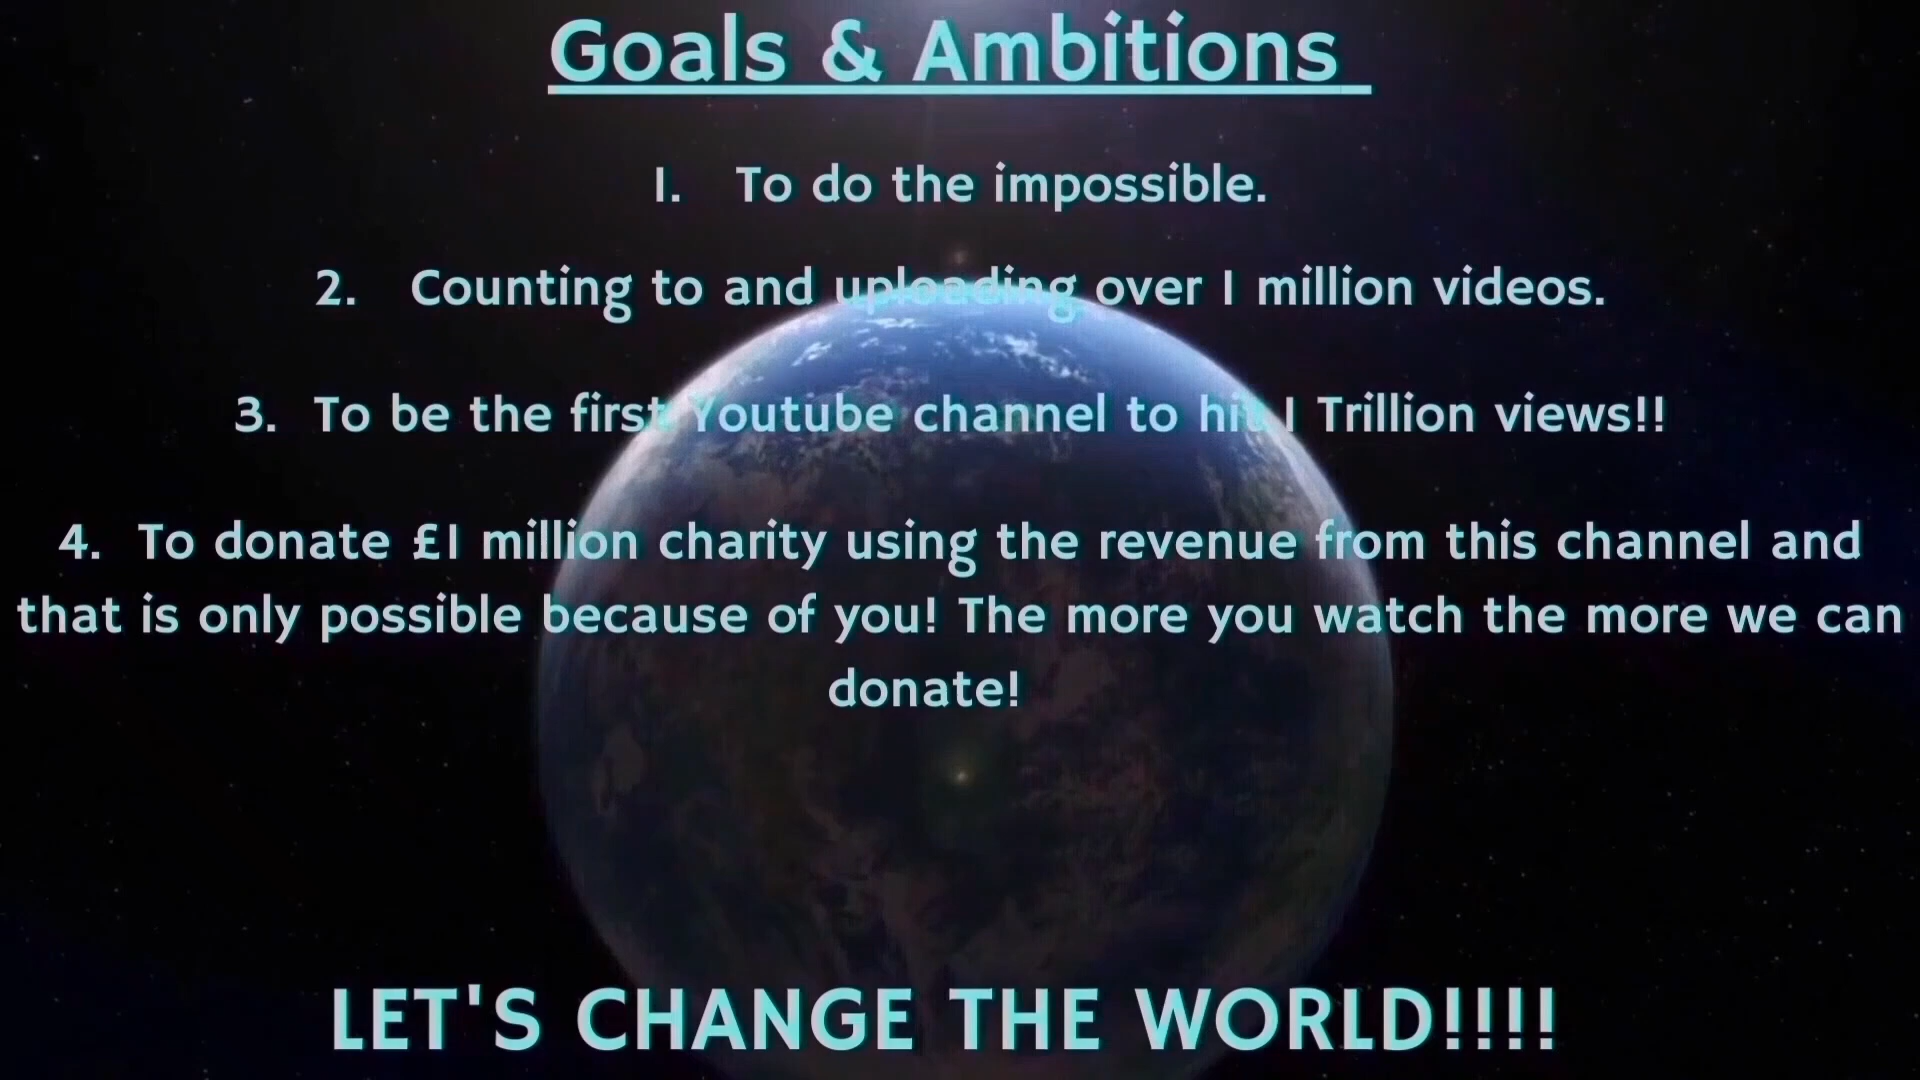 Goals & Ambitions
1. To do the impossible.
2. Counting to and uploading over 1 million videos.
3. To be the first Youtube channel to hit 1 Trillion views!!
4. To donate £1 million charity using the revenue from this channel and
that is only possible because of you! The more you watch the more we can
donate!
LET'S CHANGE THE WORLD!!!!